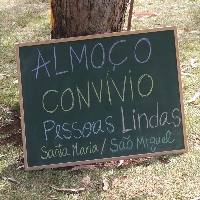 ALMOÇO
CONVÍVIO
Pessoas Lindas
Santa Maria / São Miguel